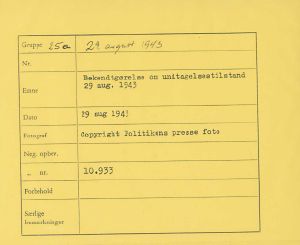 Gruppe 25a 29 august 1943
Nr.
Emne Bekendtgørelse om unitagelsestilstand
29 aug. 1943
Dato 29 aug 1943
Fotograf Copyright Politikens presse foto
Neg. opbev.
„ nr. 10.933
Forbehold
Særlige
bemærkninger